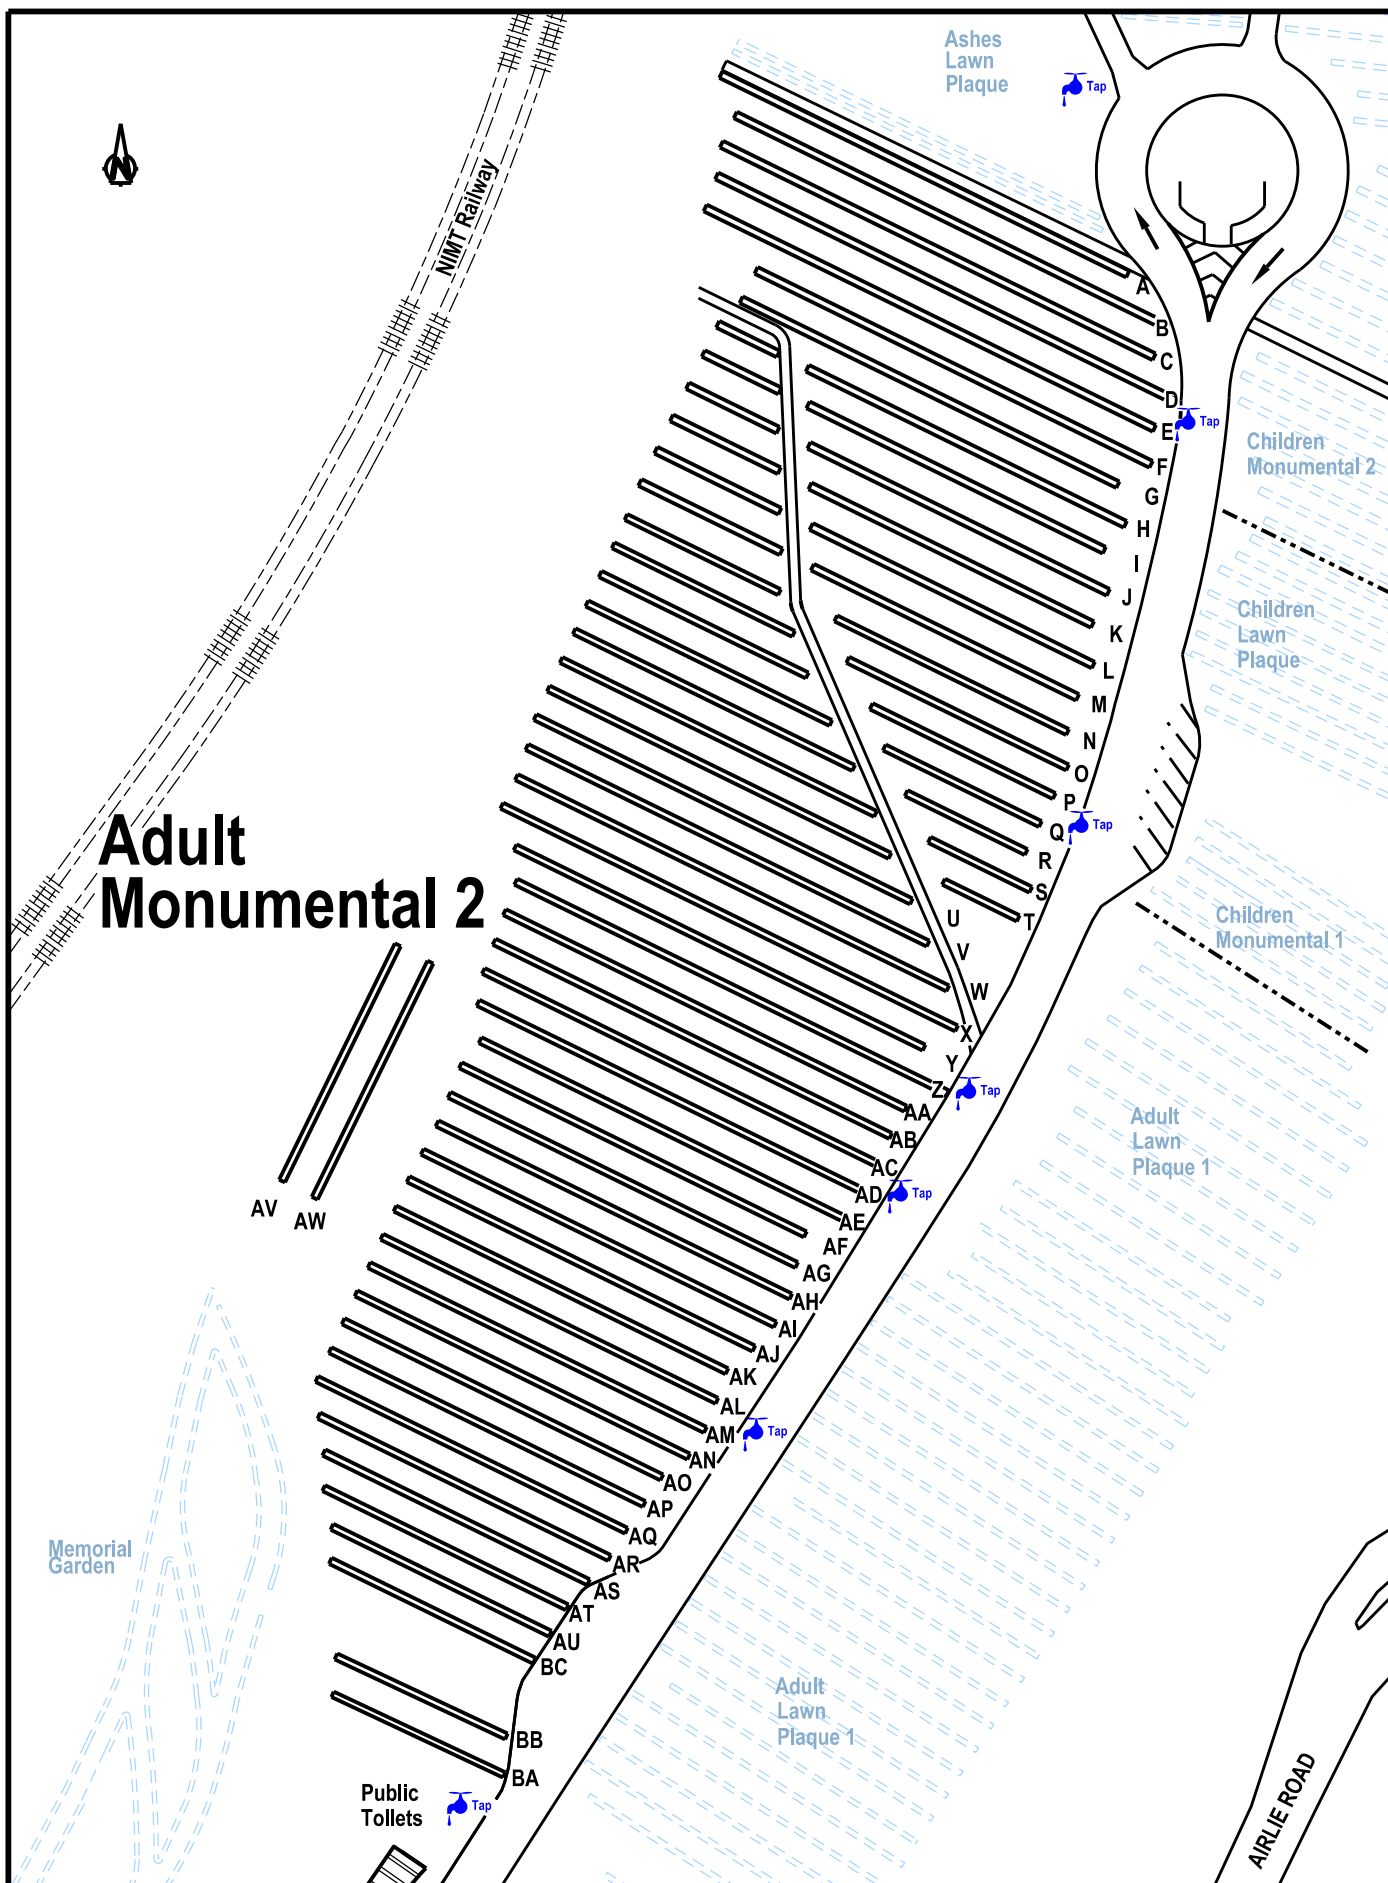 Ashes
Lawn
Plaque
Tap
N
NIMT Railway
A
B
C
D
E
Tap
F
G
H
I
J
K
L
M
N
O
P
Q
Tap
R
S
T
U
V
W
X
Y
Z
Tap
AA
AB
AC
AD
Tap
AE
AF
AG
AH
AI
AJ
AK
AL
AM
Tap
AN
AO
AP
AQ
AR
AS
AT
AU
BC
BB
BA
Children
Monumental 2
Children
Lawn
Plaque
Adult
Monumental 2
Children
Monumental 1
AV
AW
Adult
Lawn
Plaque 1
Memorial
Garden
Adult
Lawn
Plaque 1
Public
Tollets
Tap
AIRLIE ROAD